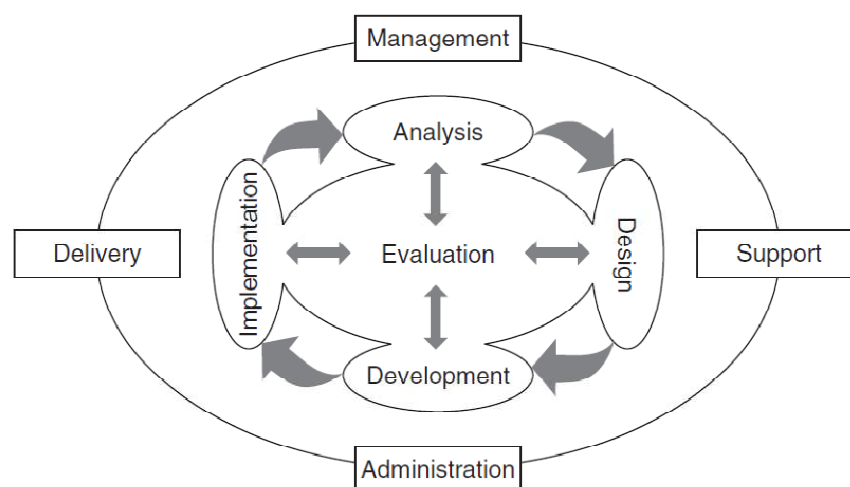 Management
Analysis
Implementation
Design
Delivery
Evaluation
Support
Development
Administration